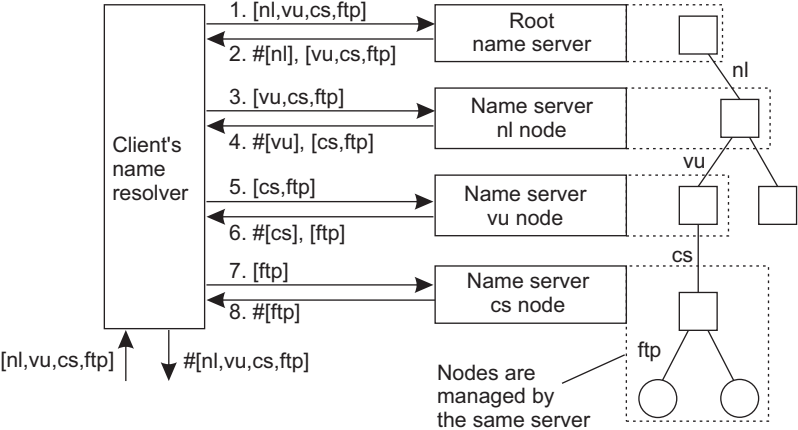 1. [nl,vu,cs,ftp]
Root
name server
2. #[nl], [vu,cs,ftp]
nl
3. [vu,cs,ftp]
Name server
nl node
4. #[vu], [cs,ftp]
Client's
name
resolver
vu
5. [cs,ftp]
Name server
vu node
6. #[cs], [ftp]
cs
7. [ftp]
Name server
cs node
8. #[ftp]
[nl,vu,cs,ftp]
#[nl,vu,cs,ftp]
ftp
Nodes are
managed by
the same server